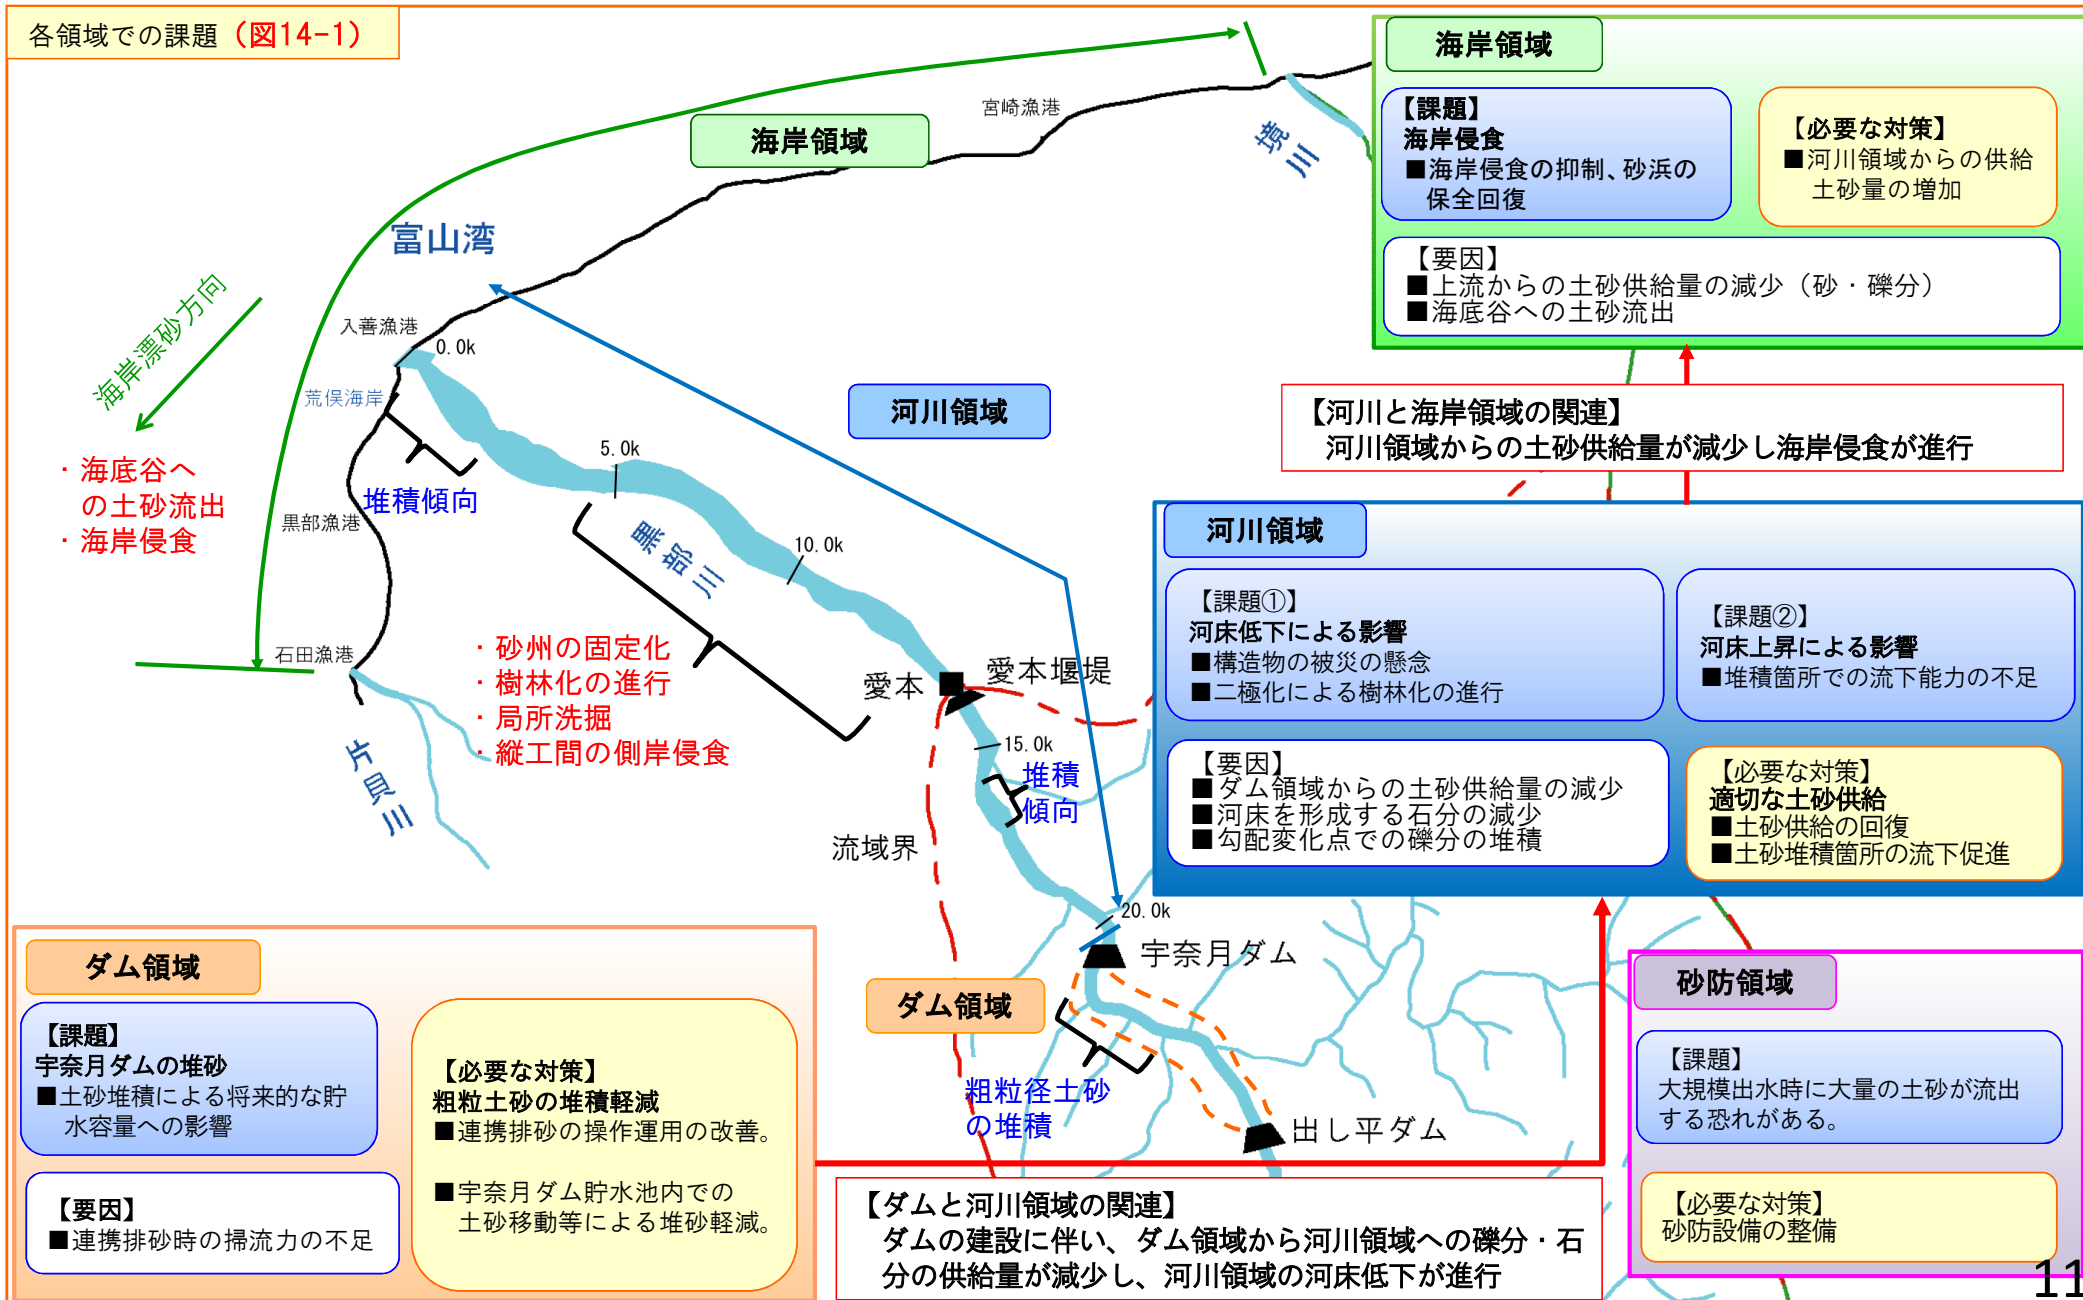 各領域での課題（図14-1）
海岸領域
宮崎漁港
境川
富山湾
海岸漂砂方向
入善漁港
0.0k
荒俣海岸
・海底谷へ
の土砂流出
・海岸侵食
堆積傾向
黒部漁港
石田漁港
片貝川
河川領域
5.0k
黒部川
10.0k
・砂州の固定化
・樹林化の進行
・局所洗掘
・縦工間の側岸侵食
愛本
愛本堰堤
15.0k
堆積
傾向
流域界
20.0k
宇奈月ダム
ダム領域
粗粒径土砂
の堆積
出し平ダム
海岸領域
【課題】
海岸侵食
■海岸侵食の抑制、砂浜の
保全回復
【必要な対策】
■河川領域からの供給
土砂量の増加
【要因】
■上流からの土砂供給量の減少（砂・礫分）
■海底谷への土砂流出
【河川と海岸領域の関連】
河川領域からの土砂供給量が減少し海岸侵食が進行
河川領域
【課題①】
河床低下による影響
■構造物の被災の懸念
■二極化による樹林化の進行
【課題②】
河床上昇による影響
■堆積箇所での流下能力の不足
【要因】
■ダム領域からの土砂供給量の減少
■河床を形成する石分の減少
■勾配変化点での礫分の堆積
【必要な対策】
適切な土砂供給
■土砂供給の回復
■土砂堆積箇所の流下促進
ダム領域
【課題】
宇奈月ダムの堆砂
■土砂堆積による将来的な貯
水容量への影響
【要因】
■連携排砂時の掃流力の不足
【必要な対策】
粗粒土砂の堆積軽減
■連携排砂の操作運用の改善。
■宇奈月ダム貯水池内での
土砂移動等による堆砂軽減。
【ダムと河川領域の関連】
ダムの建設に伴い、ダム領域から河川領域への礫分・石
分の供給量が減少し、河川領域の河床低下が進行
砂防領域
【課題】
大規模出水時に大量の土砂が流出
する恐れがある。
【必要な対策】
砂防設備の整備
11